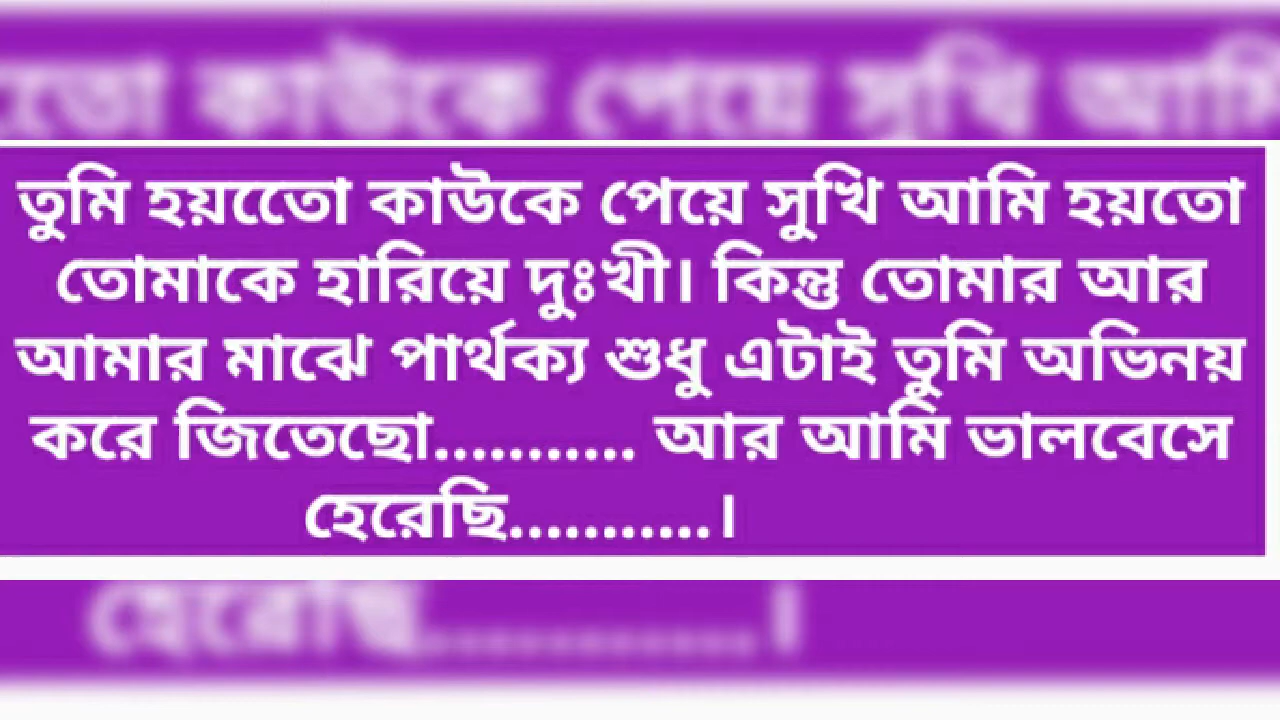 তুমি হয়তো কাউকে পেয়ে সুখি আমি হয়তো
তোমাকে হারিয়ে দুঃখী। কিন্তু তোমার আর
আমার মাঝে পার্থক্য শুধু এটাই তুমি অভিনয়
করে জিতেছো........... আর আমি ভালবেসে
হেরেছি...........।